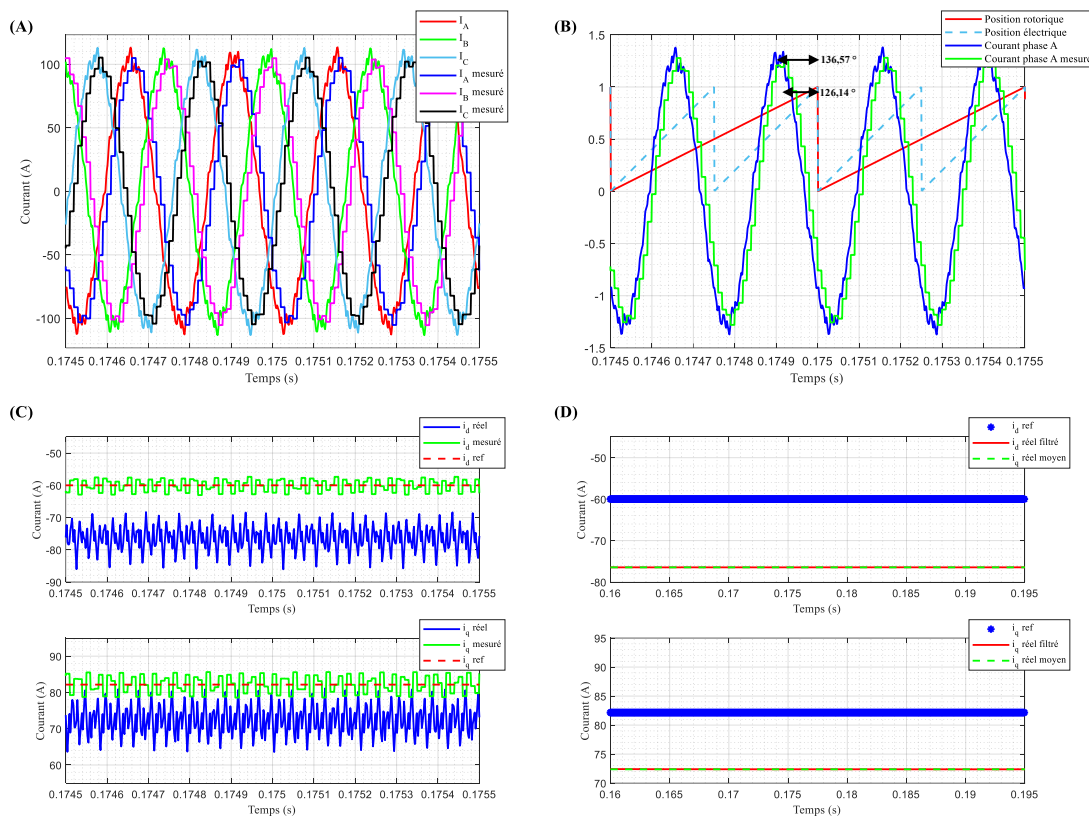 (A)
I_A
I_B
I_C
I_A mesuré
I_B mesuré
I_C mesuré
Courant (A)
100
50
0
-50
-100
0.1745 0.1746 0.1747 0.1748 0.1749 0.175 0.1751 0.1752 0.1753 0.1754 0.1755
Temps (s)
(B)
Position rotorique
Position électrique
Courant phase A
Courant phase A mesuré
136,57 °
126,14 °
1.5
1
0.5
0
-0.5
-1
-1.5
0.1745 0.1746 0.1747 0.1748 0.1749 0.175 0.1751 0.1752 0.1753 0.1754 0.1755
Temps (s)
(C)
i_d réel
i_d mesuré
i_d ref
Courant (A)
-50
-60
-70
-80
-90
0.1745 0.1746 0.1747 0.1748 0.1749 0.175 0.1751 0.1752 0.1753 0.1754 0.1755
Temps (s)
i_q réel
i_q mesuré
i_q ref
Courant (A)
90
80
70
60
0.1745 0.1746 0.1747 0.1748 0.1749 0.175 0.1751 0.1752 0.1753 0.1754 0.1755
Temps (s)
(D)
i_d ref
i_d réel filtré
i_q réel moyen
Courant (A)
-50
-60
-70
-80
0.16 0.165 0.17 0.175 0.18 0.185 0.19 0.195
Temps (s)
i_q ref
i_q réel filtré
i_q réel moyen
Courant (A)
95
90
85
80
75
70
0.16 0.165 0.17 0.175 0.18 0.185 0.19 0.195
Temps (s)